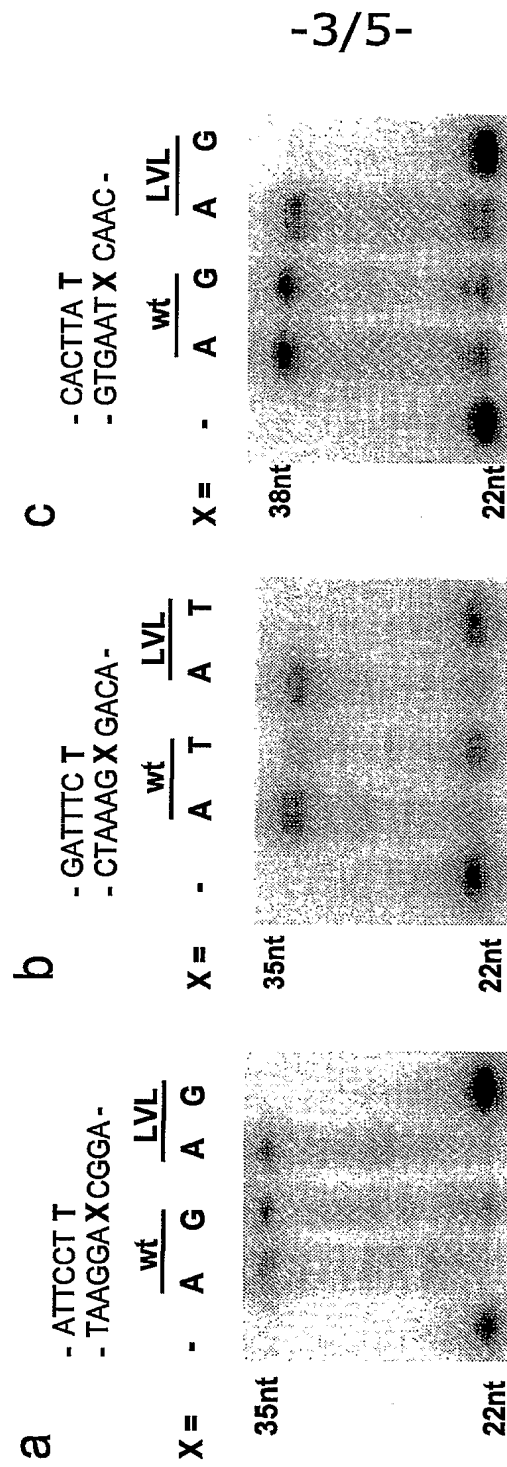 -3/5-
a
- ATTCCT T
- TAAGGA X CGGA -
wt LVL
X = - A G A G
35nt
22nt
b
- GATTTC T
- CTAAAG X GACA -
wt LVL
X = - A T A T
35nt
22nt
c
- CACTTA T
- GTGAAT X CAAC -
wt LVL
X = - A G A G
38nt
22nt